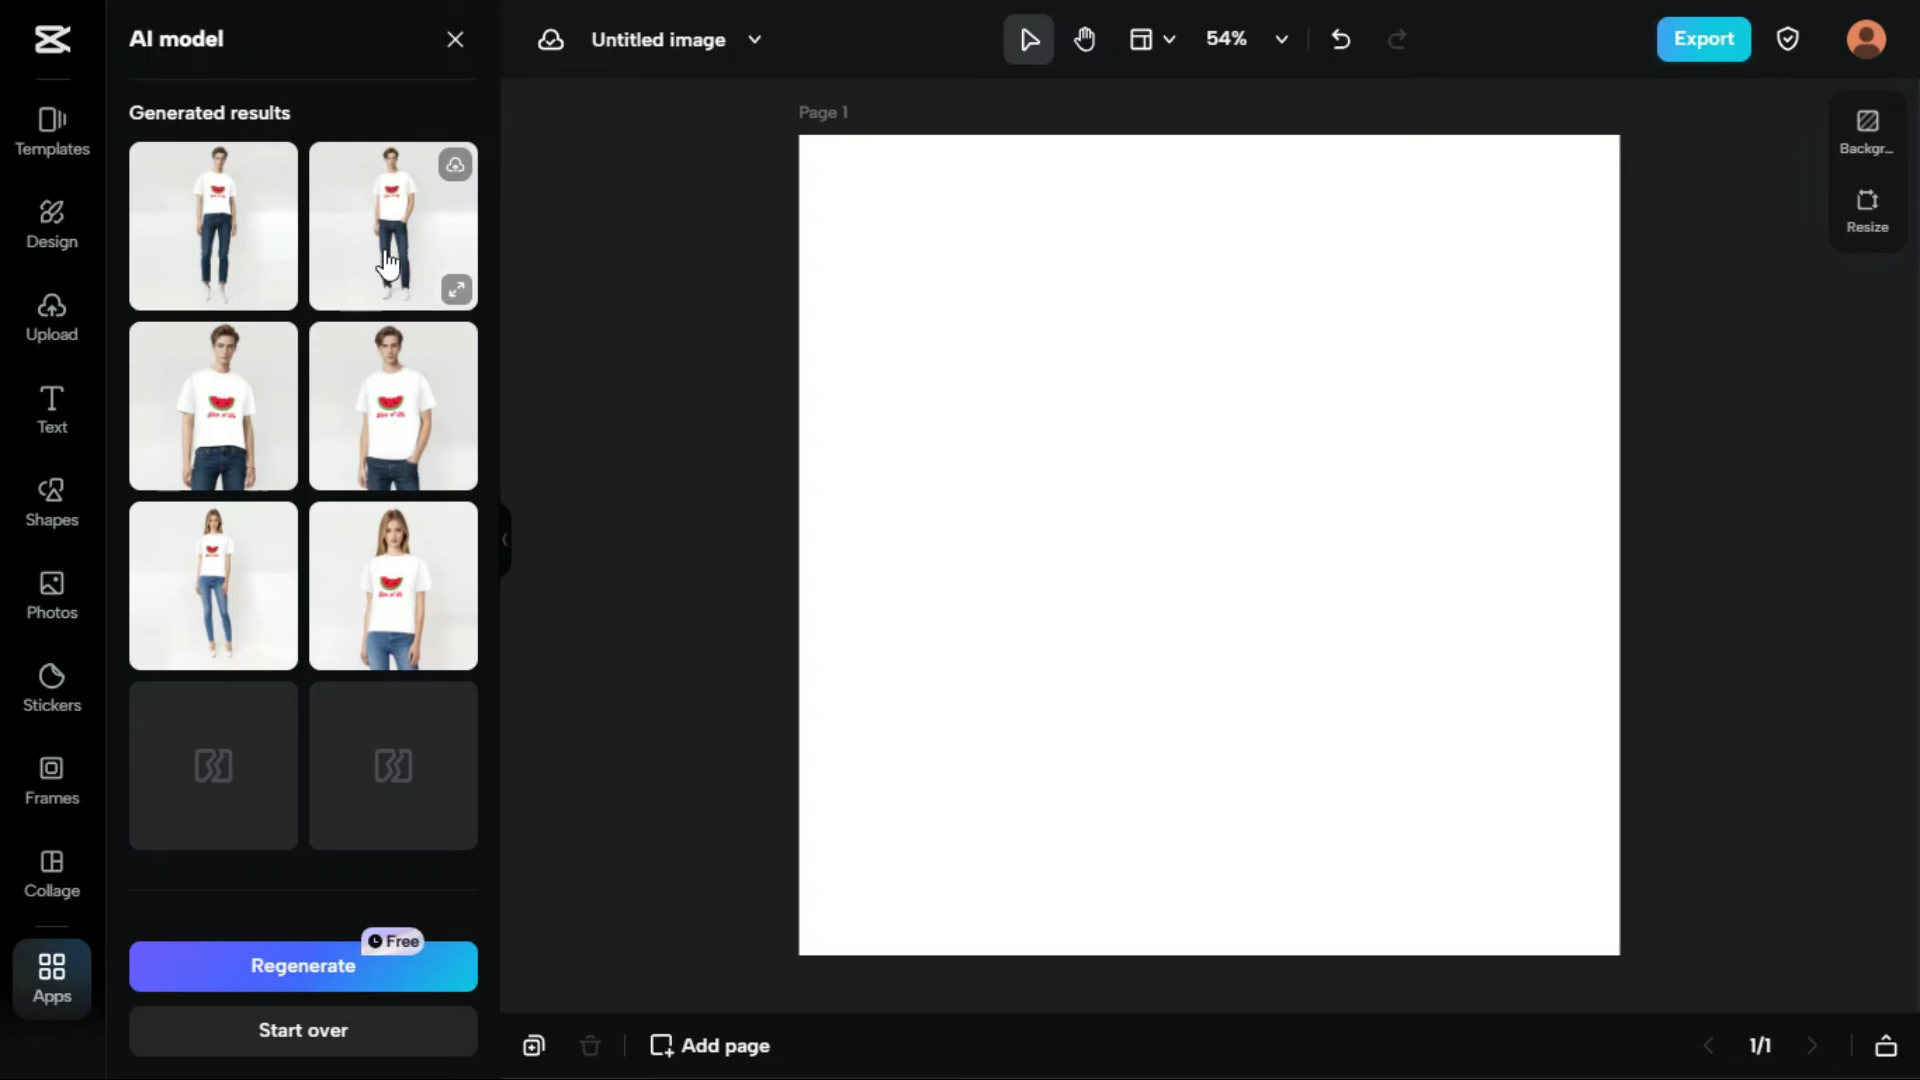 AI model
Untitled image
54%
Export
Generated results
Page 1
Templates
Design
Upload
Text
Shapes
Photos
Stickers
Frames
Collage
Apps
Backgr...
Resize
Free
Regenerate
Start over
Add page
1/1